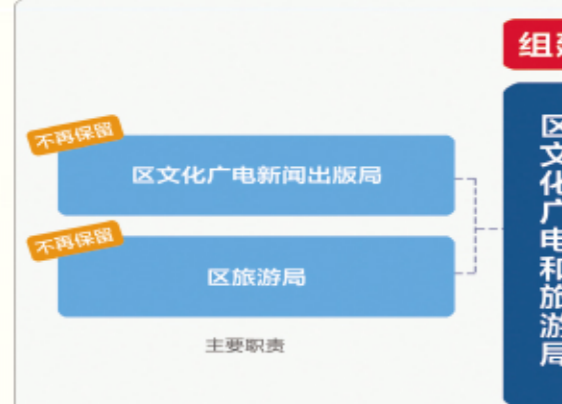 不再保留
区文化广电新闻出版局
不再保留
区旅游局
主要职责
组建
区文化广电和旅游局